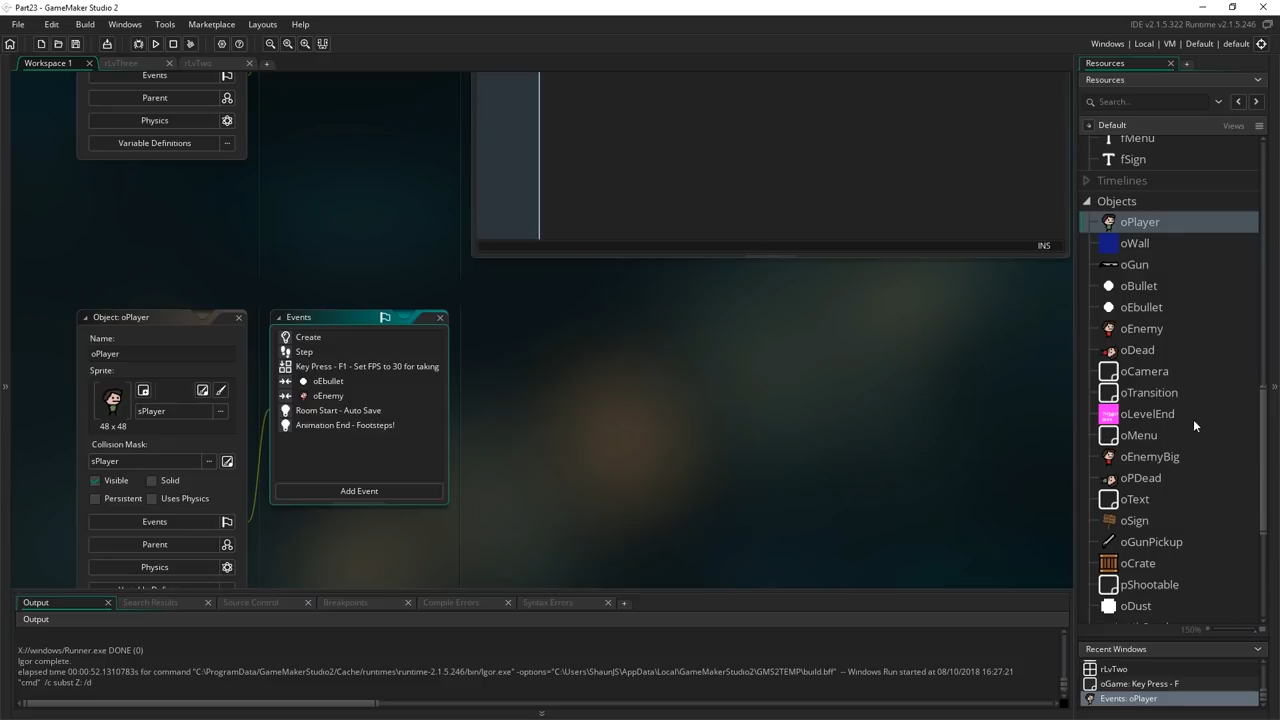 Part23 - GameMaker Studio 2
File Edit Build Windows Tools Marketplace Layouts Help
IDE v2.1.5.322 Runtime v2.1.5.246
Windows | Local | VM | Default | default
Workspace 1 rLvThree rLvTwo
Resources
Resources
Events
Parent
Physics
Variable Definitions
INS
Search...
Default Views
fMenu
fSign
Timelines
Objects
oPlayer
oWall
oGun
oBullet
oEbullet
oEnemy
oDead
oCamera
oTransition
oLevelEnd
oMenu
oEnemyBig
oPDead
oText
oSign
oGunPickup
oCrate
pShootable
oDust
150%
Object: oPlayer
Name:
oPlayer
Sprite:
sPlayer
48 x 48
Collision Mask:
sPlayer
Visible Solid
Persistent Uses Physics
Events
Parent
Physics
Events
Create
Step
Key Press - F1 - Set FPS to 30 for taking
oEbullet
oEnemy
Room Start - Auto Save
Animation End - Footsteps!
Add Event
Output Search Results Source Control Breakpoints Compile Errors Syntax Errors
Output
X://windows/Runner.exe DONE (0)
Igor complete.
elapsed time 00:00:52.1310783s for command "C:\ProgramData/GameMakerStudio2/Cache/runtimes\runtime-2.1.5.246/bin/Igor.exe" -options="C:\Users\ShaunJS\AppData\Local\GameMakerStudio2\GMS2TEMP\build.bff" -- Windows Run started at 08/10/2018 16:27:21
"cmd" /c subst Z: /d
Recent Windows
rLvTwo
oGame: Key Press - F
Events: oPlayer